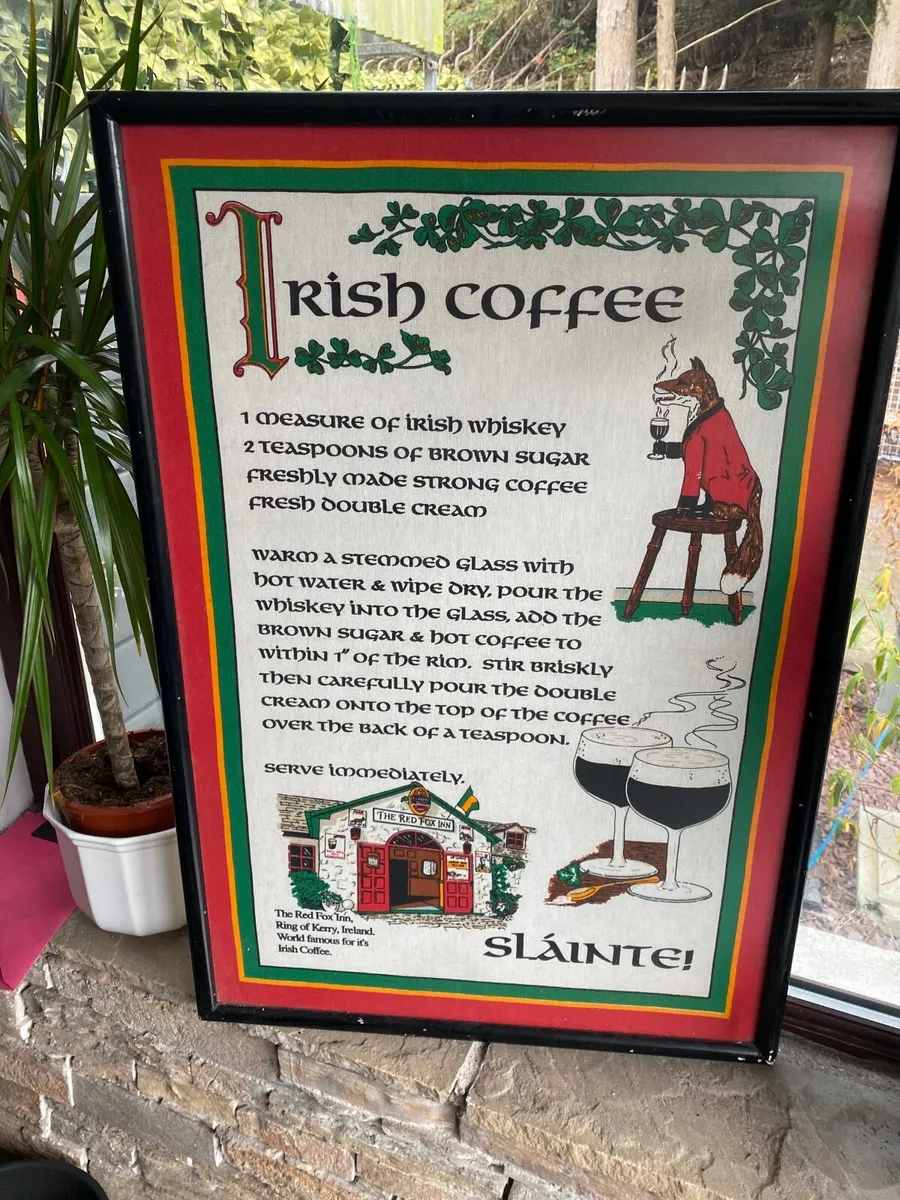 Irish coffee
1 measure of irish whiskey
2 teaspoons of brown sugar
freshly made strong coffee
fresh double cream
warm a stemmed glass with
hot water & wipe dry, pour the
whiskey into the glass, add the
brown sugar & hot coffee to
within 1" of the rim. stir briskly
then carefully pour the double
cream onto the top of the coffee
over the back of a teaspoon.
serve immediately.
THE RED FOX INN
The Red Fox Inn,
Ring of Kerry, Ireland.
World famous for it's
Irish Coffee.
sláinte!